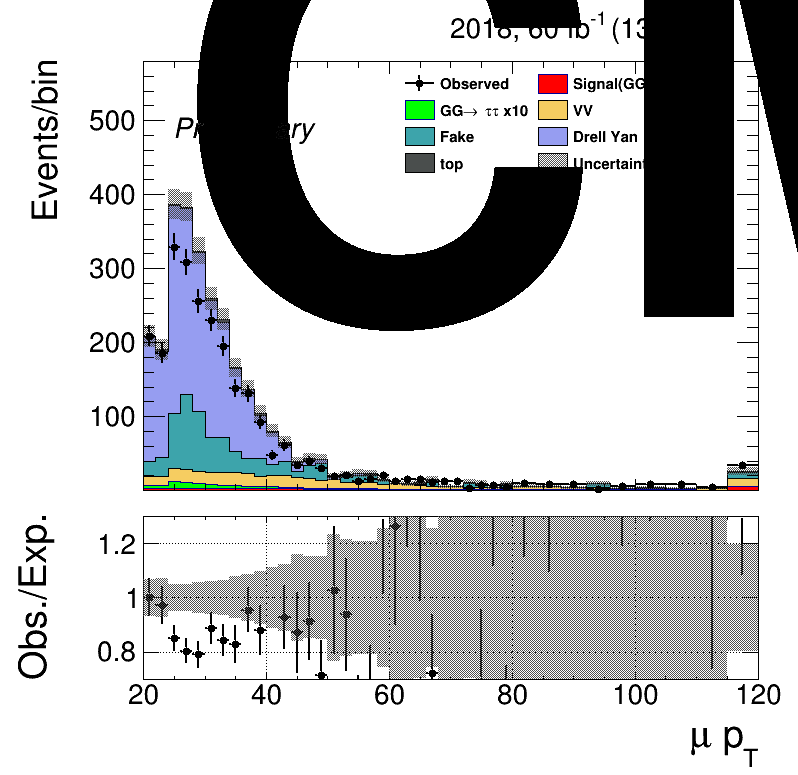 2018, 60 fb-1 (13
CM
Events/bin
Observed
Signal(GG
GG→ ττ x10
VV
Fake
Drell Yan
top
Uncertaint
500
400
300
200
100
Obs./Exp.
1.2
1
0.8
20 40 60 80 100 120
μ pT